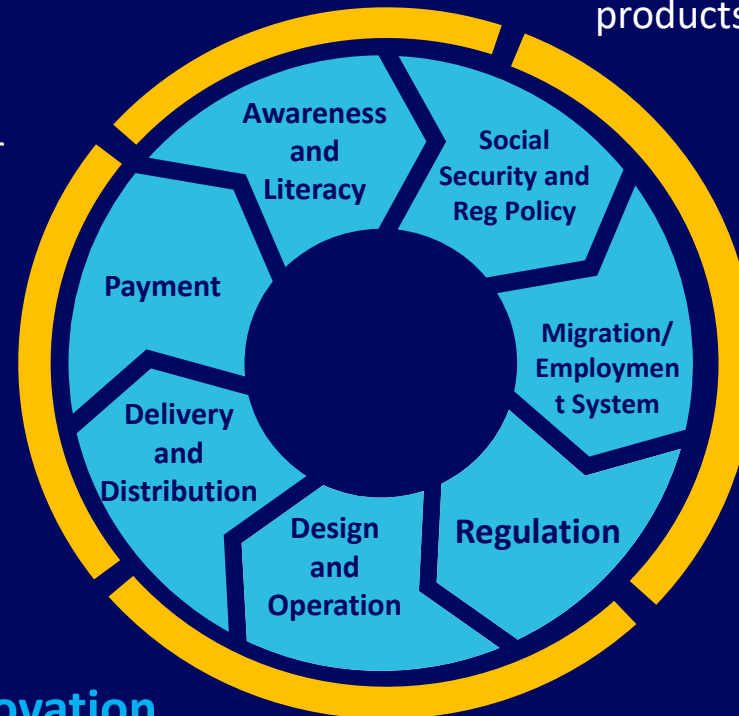 products
Awareness
and
Literacy
Social
Security and
Reg Policy
Migration/
Employmen
t System
Regulation
Design
and
Operation
Delivery
and
Distribution
Payment
ovation